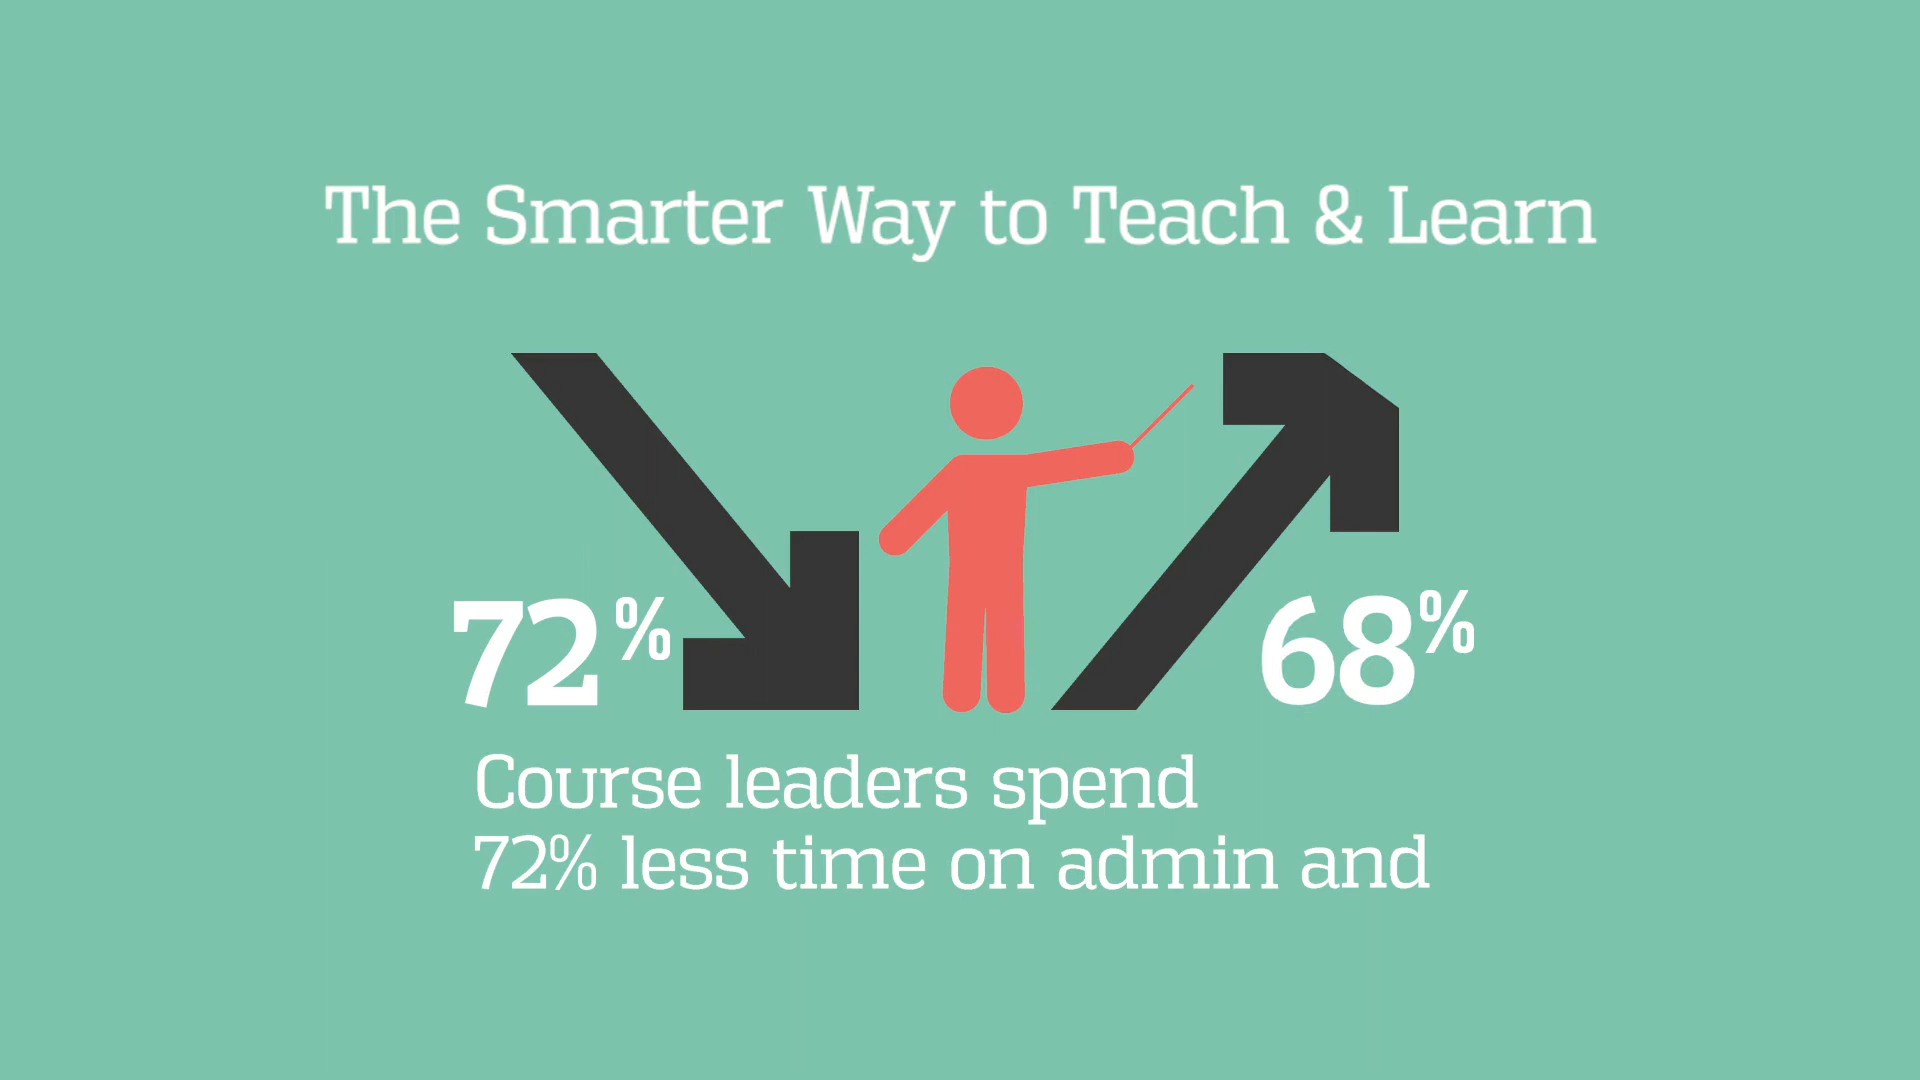 The Smarter Way to Teach & Learn
72%
68%
Course leaders spend
72% less time on admin and